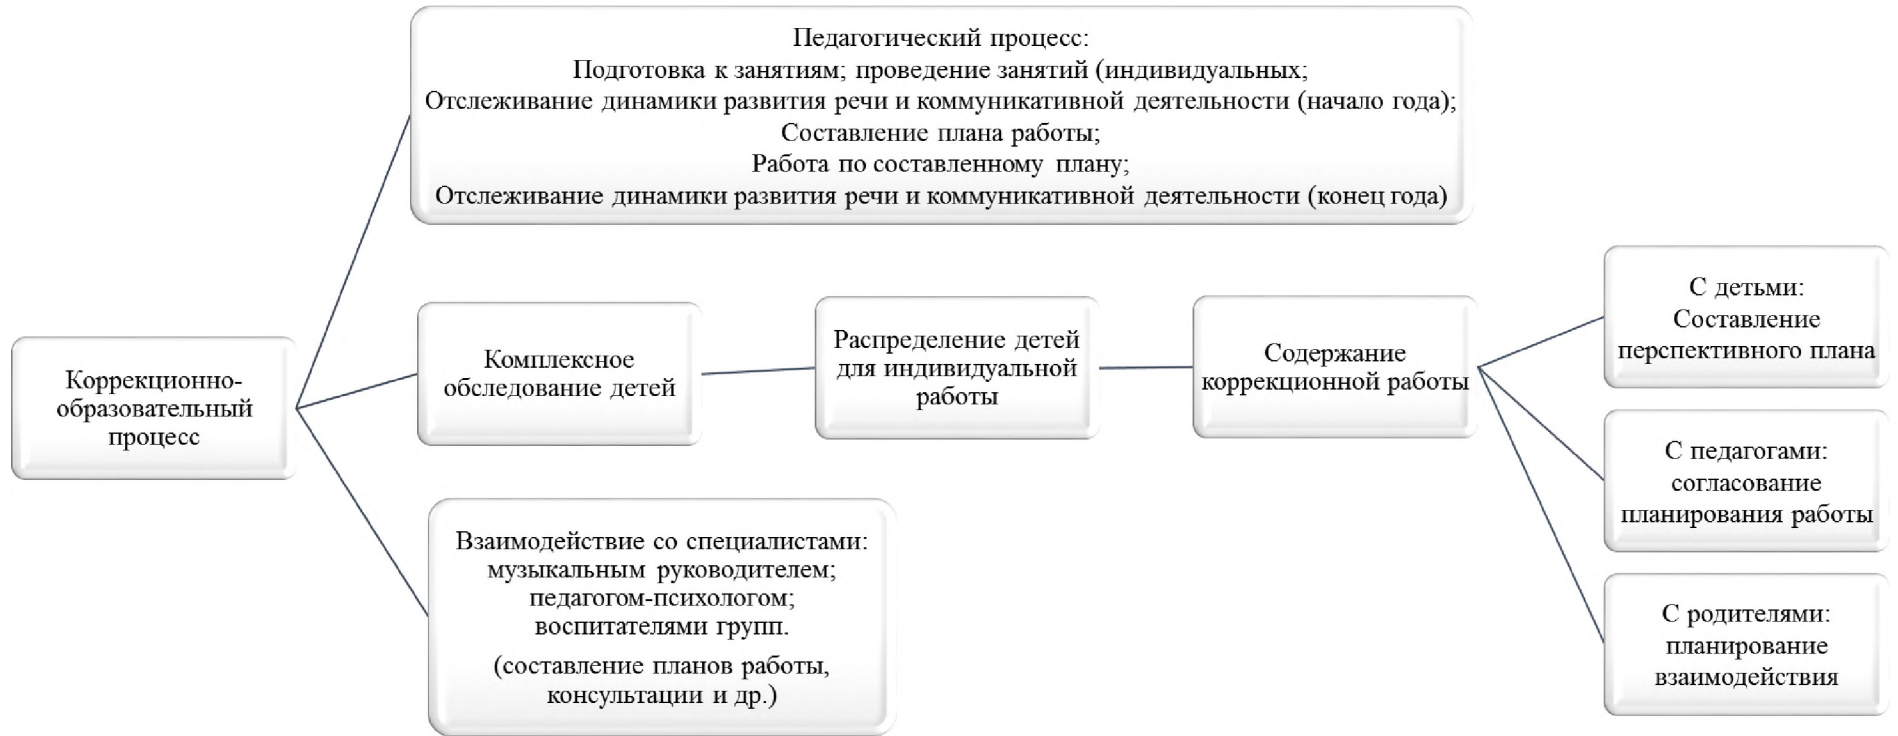 Педагогический процесс:
Подготовка к занятиям; проведение занятий (индивидуальных;
Отслеживание динамики развития речи и коммуникативной деятельности (начало года);
Составление плана работы;
Работа по составленному плану;
Отслеживание динамики развития речи и коммуникативной деятельности (конец года)
Коррекционно-
образовательный
процесс
Комплексное
обследование детей
Распределение детей
для индивидуальной
работы
Содержание
коррекционной работы
С детьми:
Составление
перспективного плана
С педагогами:
согласование
планирования работы
С родителями:
планирование
взаимодействия
Взаимодействие со специалистами:
музыкальным руководителем;
педагогом-психологом;
воспитателями групп.
(составление планов работы,
консультации и др.)